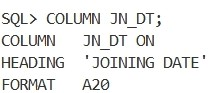 SQL> COLUMN JN_DT;
COLUMN JN_DT ON
HEADING 'JOINING DATE'
FORMAT A20